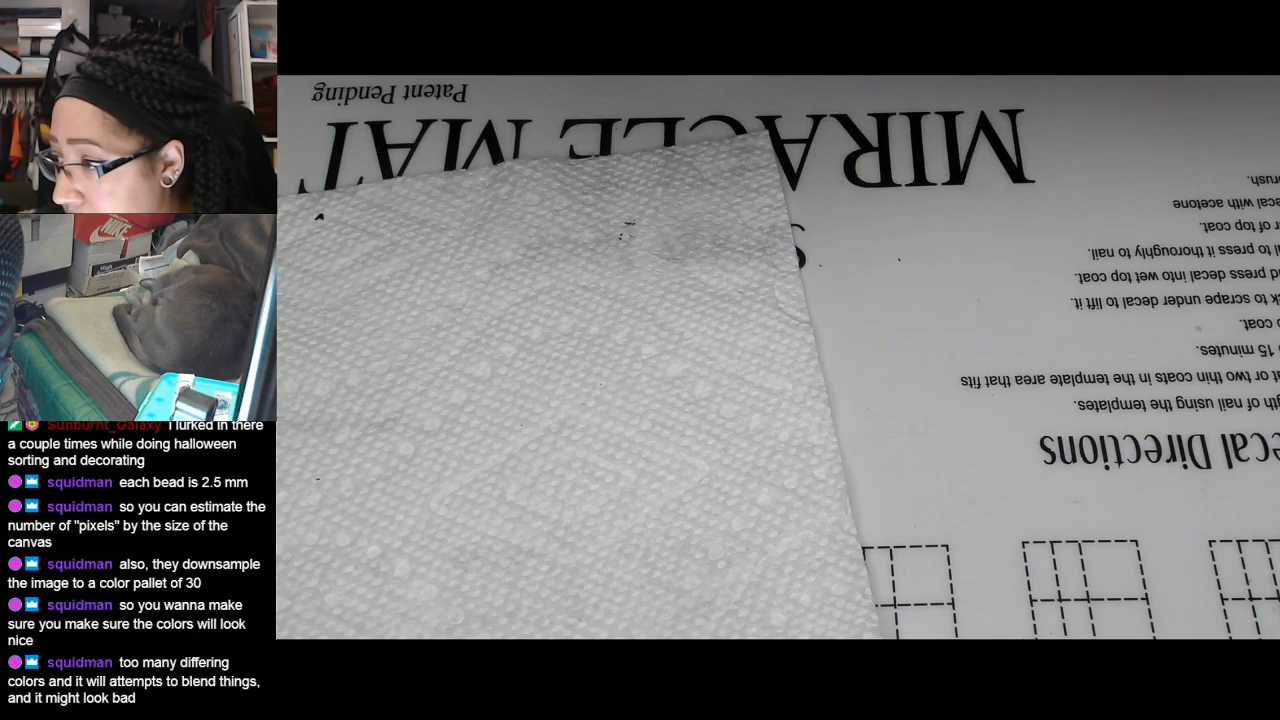 Patent Pending
MIRACLE MAT
S
rush.
ecal with acetone
r of top coat.
al to press it thoroughly to nail.
nd press decal into wet top coat.
k to scrape under decal to lift it.
coat.
15 minutes.
at or two thin coats in the template area that fits
gth of nail using the templates.
ecal Directions
NIKE
Sunburnt_Galaxy I lurked in there
a couple times while doing halloween
sorting and decorating
squidman each bead is 2.5 mm
squidman so you can estimate the
number of "pixels" by the size of the
canvas
squidman also, they downsample
the image to a color pallet of 30
squidman so you wanna make
sure you make sure the colors will look
nice
squidman too many differing
colors and it will attempts to blend things,
and it might look bad